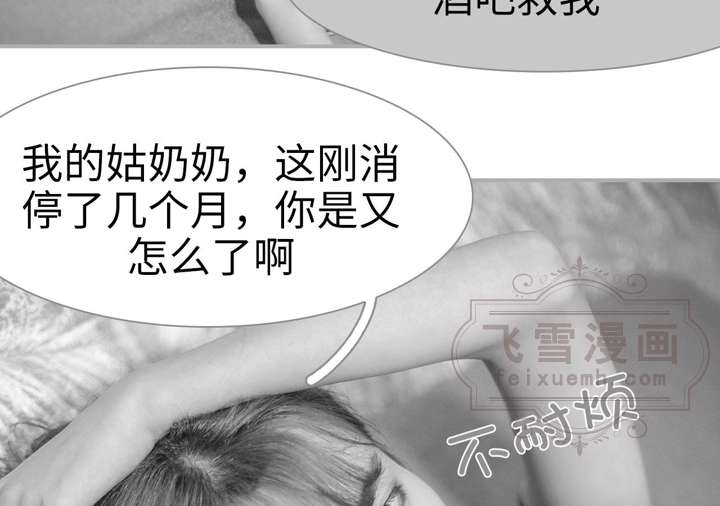 酒吧救我
我的姑奶奶，这刚消
停了几个月，你是又
怎么了啊
飞雪漫画
feixuemh.com
不耐烦